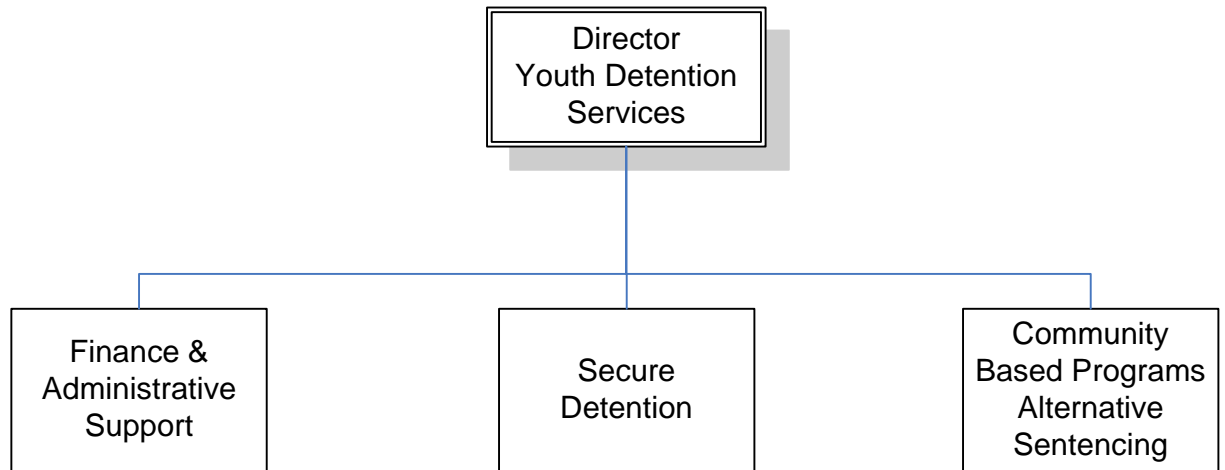 Director
Youth Detention
Services
Finance &
Administrative
Support
Secure
Detention
Community
Based Programs
Alternative
Sentencing